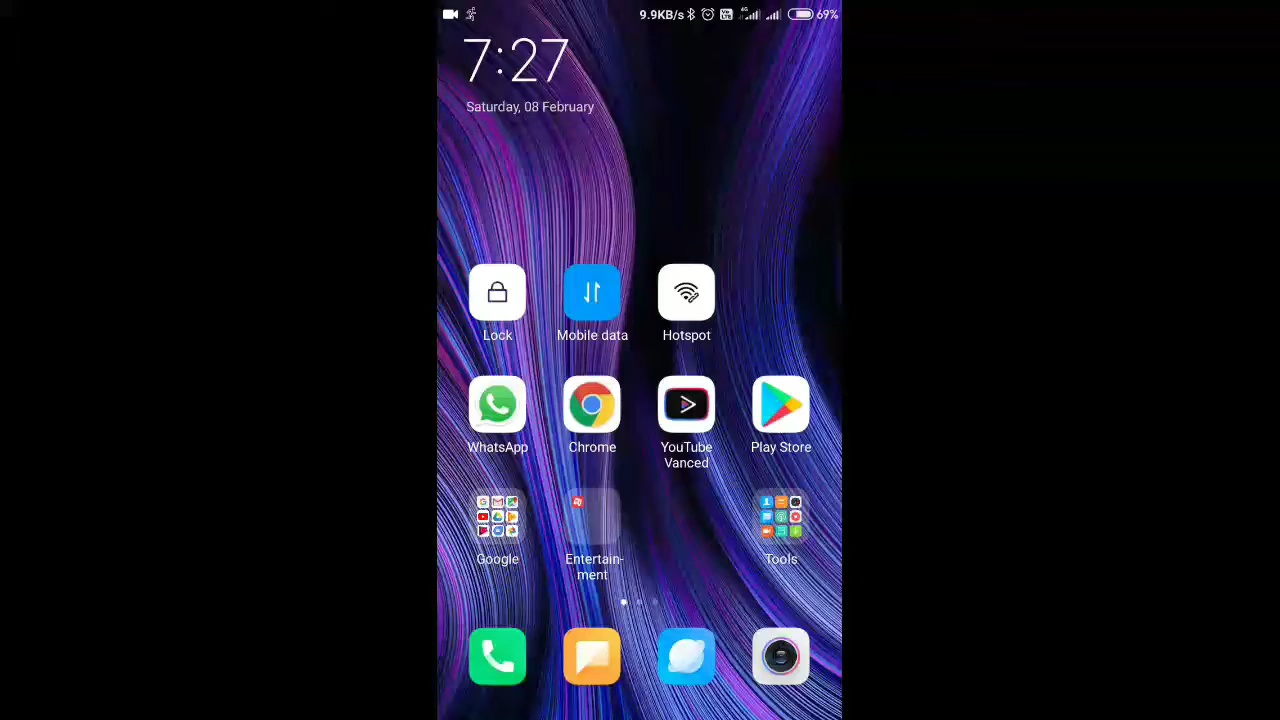 9.9KB/s 4G 69%
7:27
Saturday, 08 February
Lock Mobile data Hotspot
WhatsApp Chrome YouTube Play Store
Vanced
Google Entertain- Tools
ment